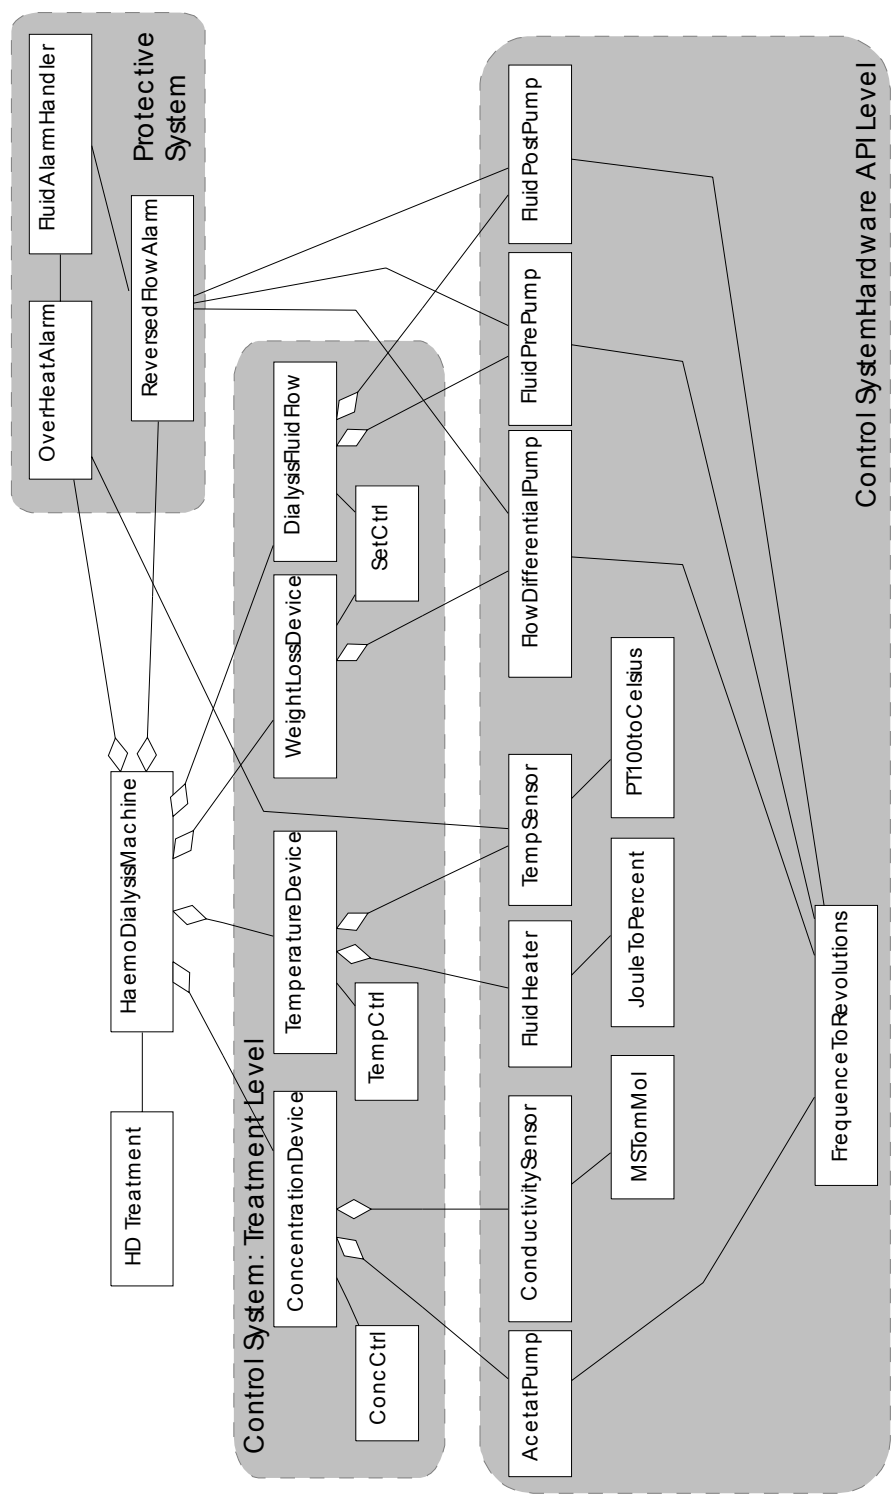 FluidAlarmHandler
OverHeatAlarm
Protective
System
ReversedFlowAlarm
HD Treatment
HaemoDialysisMachine
Control System: Treatment Level
ConcentrationDevice
TemperatureDevice
WeightLossDevice
DialysisFluidFlow
ConcCtrl
TempCtrl
SetCtrl
AcetatPump
ConductivitySensor
FluidHeater
TempSensor
FlowDifferentialPump
FluidPrePump
FluidPostPump
MSTomMol
JouleToPercent
PT100toCelsius
FrequenceToRevolutions
Control SystemHardware API Level